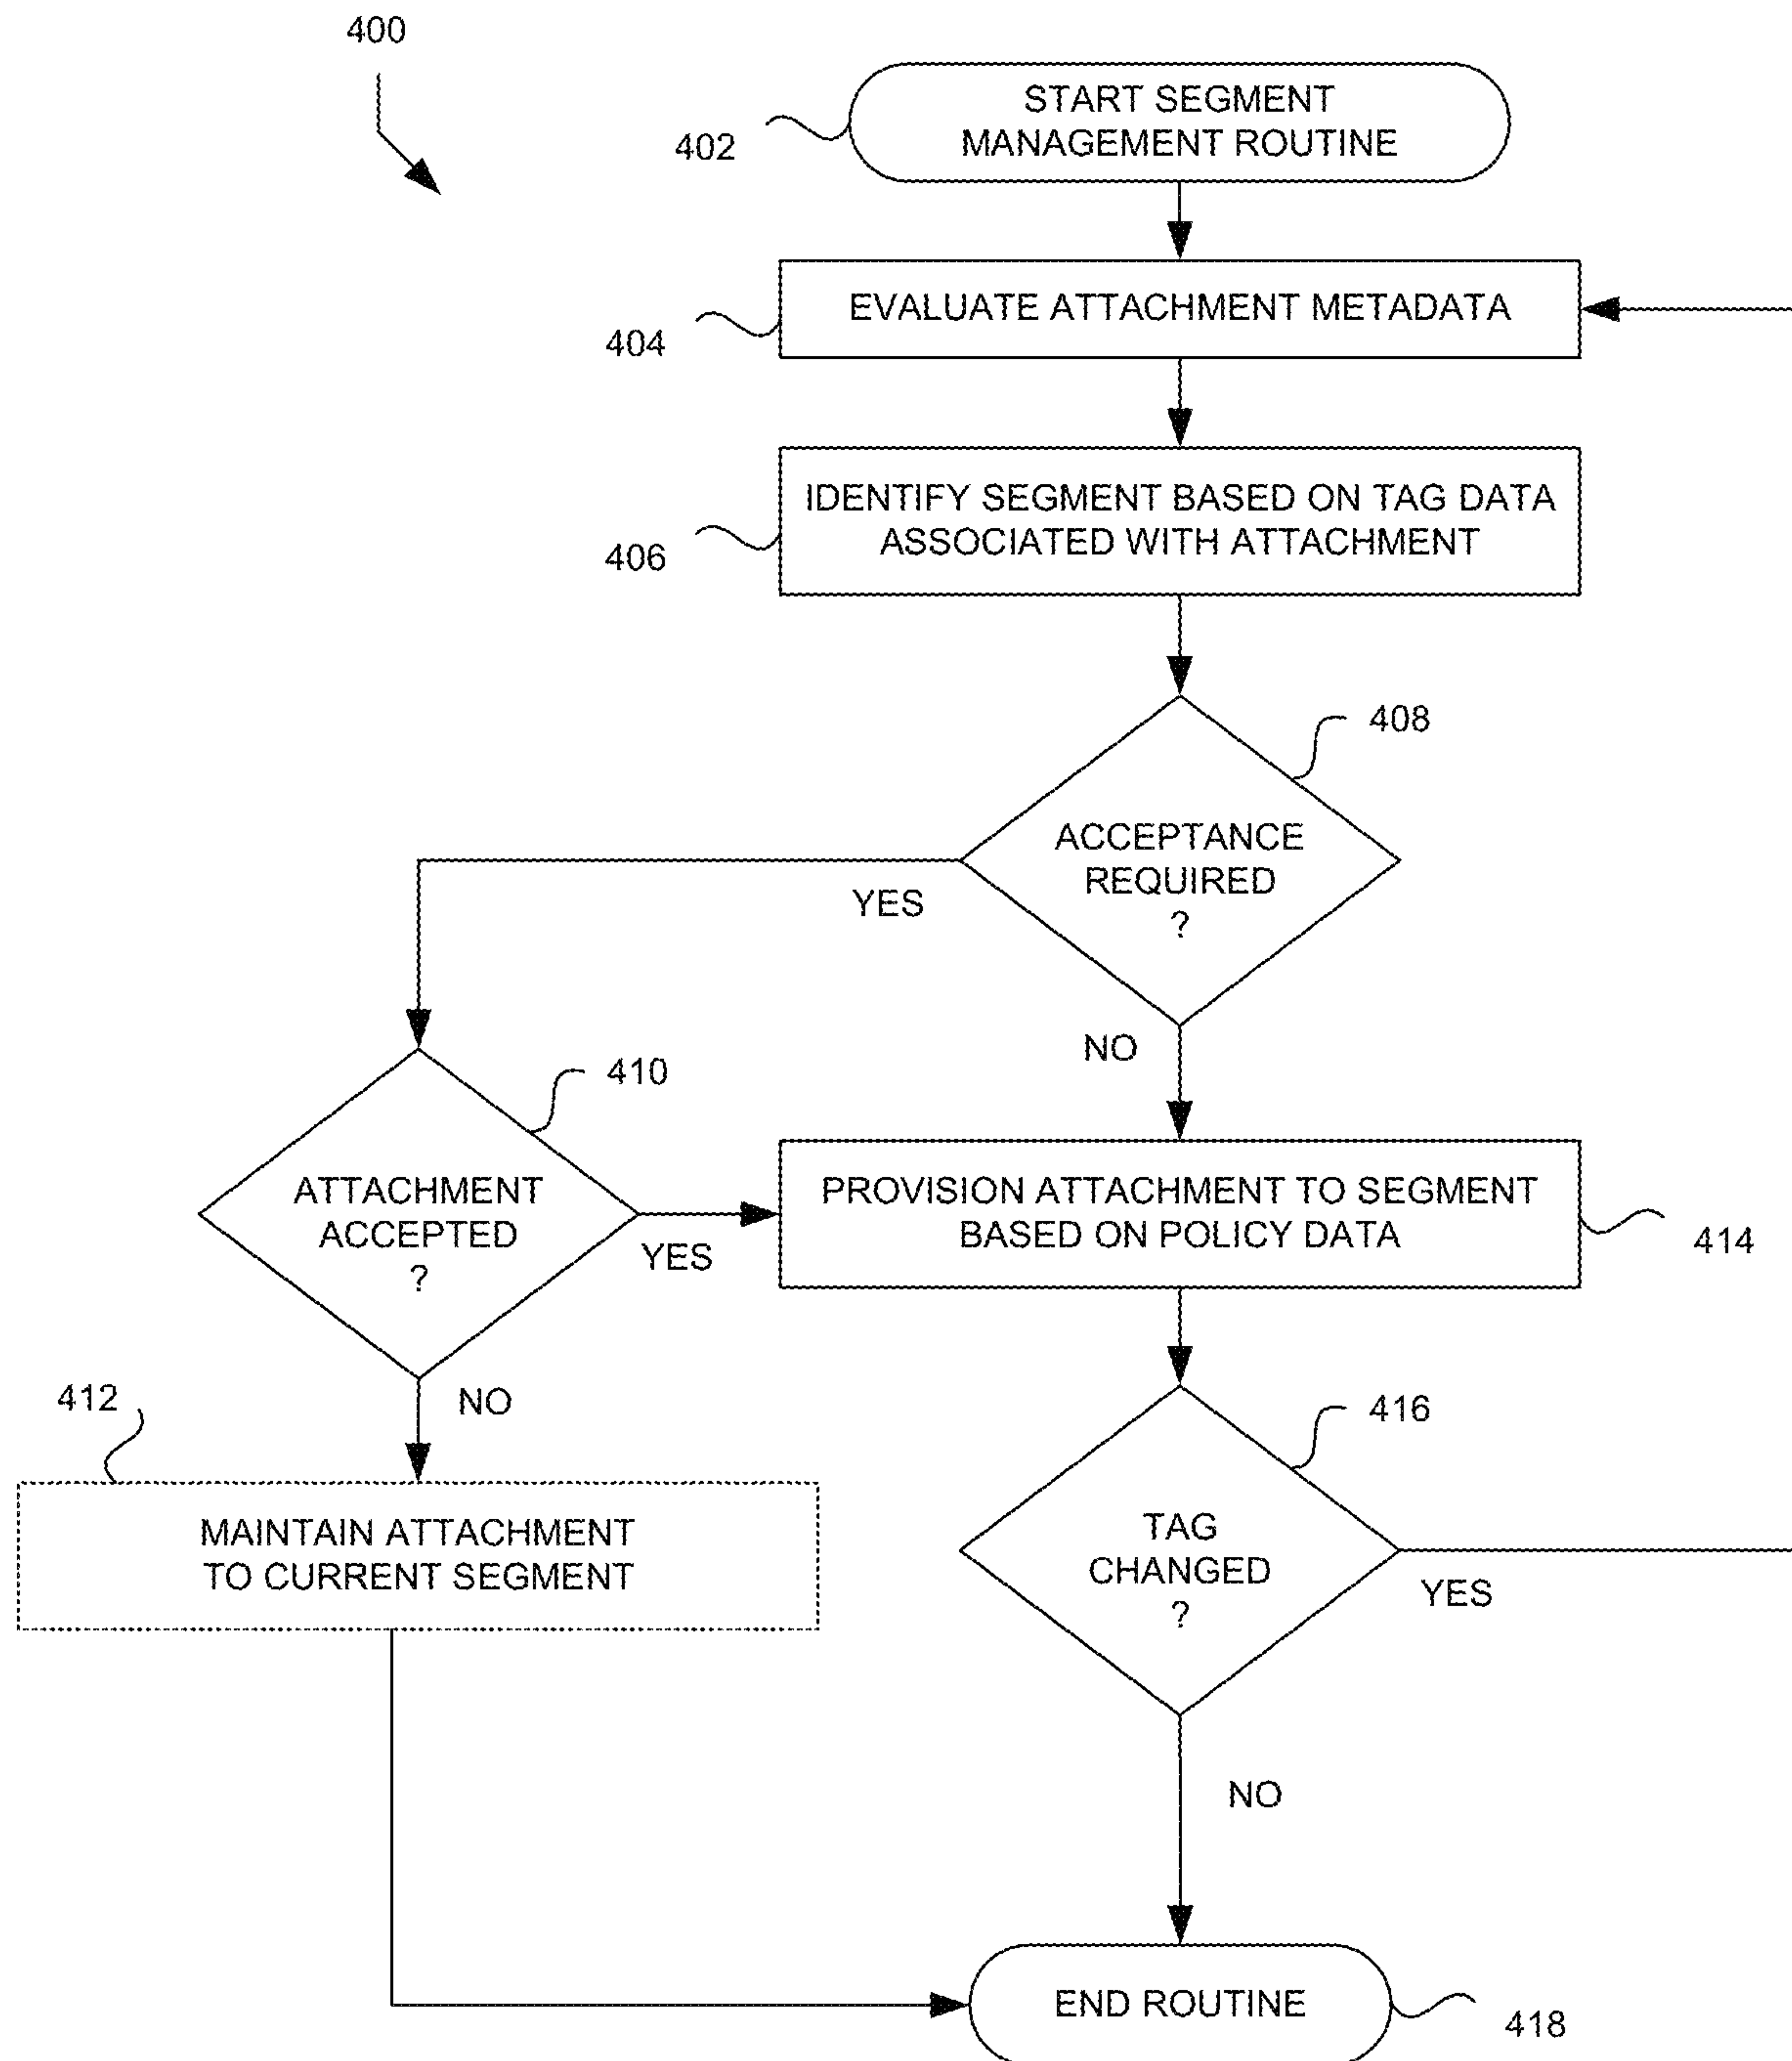 400
START SEGMENT
MANAGEMENT ROUTINE
402
EVALUATE ATTACHMENT METADATA
404
IDENTIFY SEGMENT BASED ON TAG DATA
ASSOCIATED WITH ATTACHMENT
406
408
ACCEPTANCE
REQUIRED
?
YES
NO
410
ATTACHMENT
ACCEPTED
?
YES
NO
PROVISION ATTACHMENT TO SEGMENT
BASED ON POLICY DATA
414
412
MAINTAIN ATTACHMENT
TO CURRENT SEGMENT
416
TAG
CHANGED
?
YES
NO
END ROUTINE
418